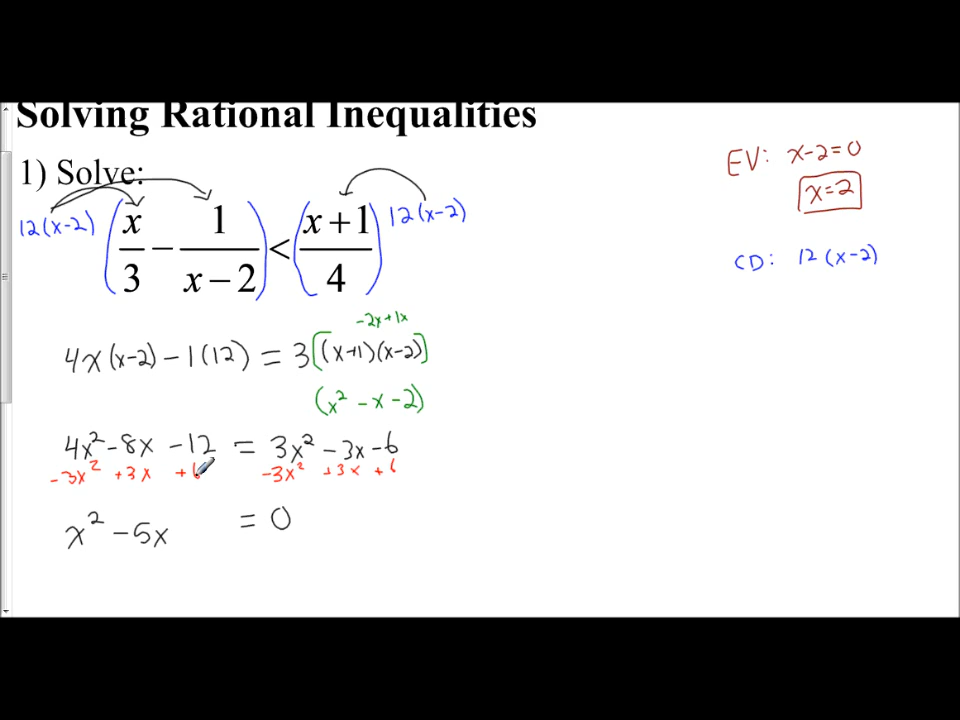 Solving Rational Inequalities
EV: x-2=0
1) Solve:
x=2
12(x-2) (x/3 − 1/(x−2)) < ((x+1)/4) 12(x-2)
CD: 12(x-2)
-2x+1x
4x(x-2) -1(12) = 3[(x+1)(x-2)]
(x² -x -2)
4x² -8x -12 = 3x² -3x -6
-3x² +3x +6 -3x² +3x +6
x² -5x = 0